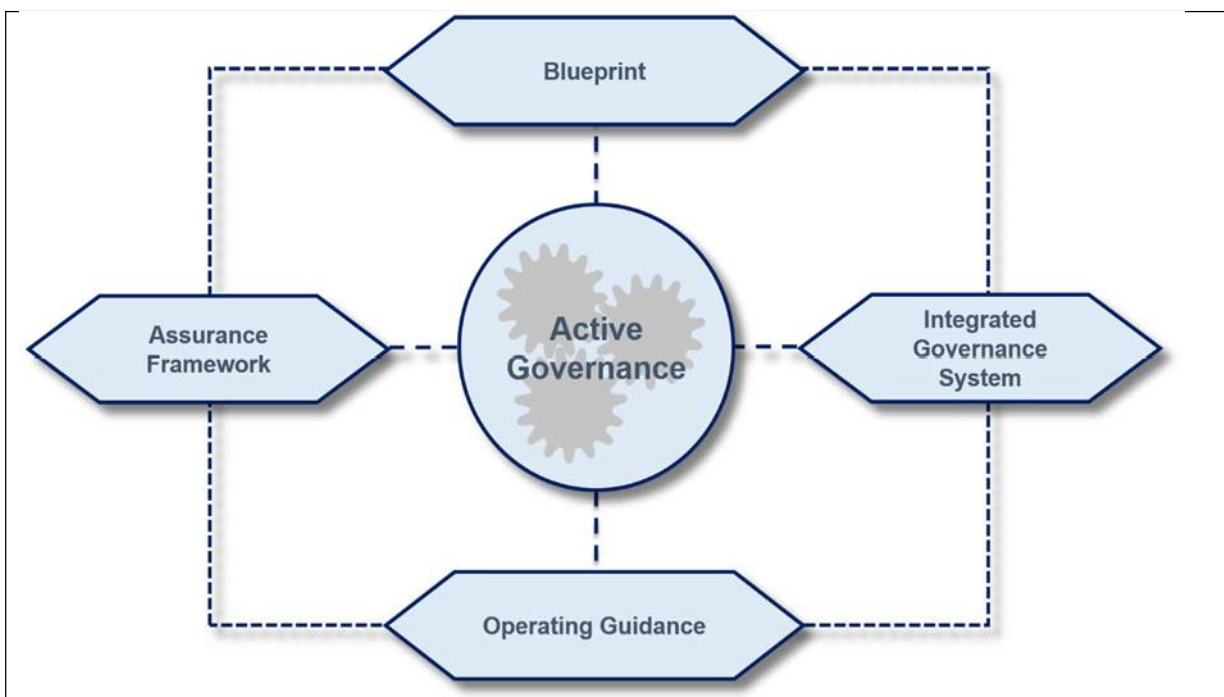 Blueprint
Assurance
Framework
Active
Governance
Integrated
Governance
System
Operating Guidance